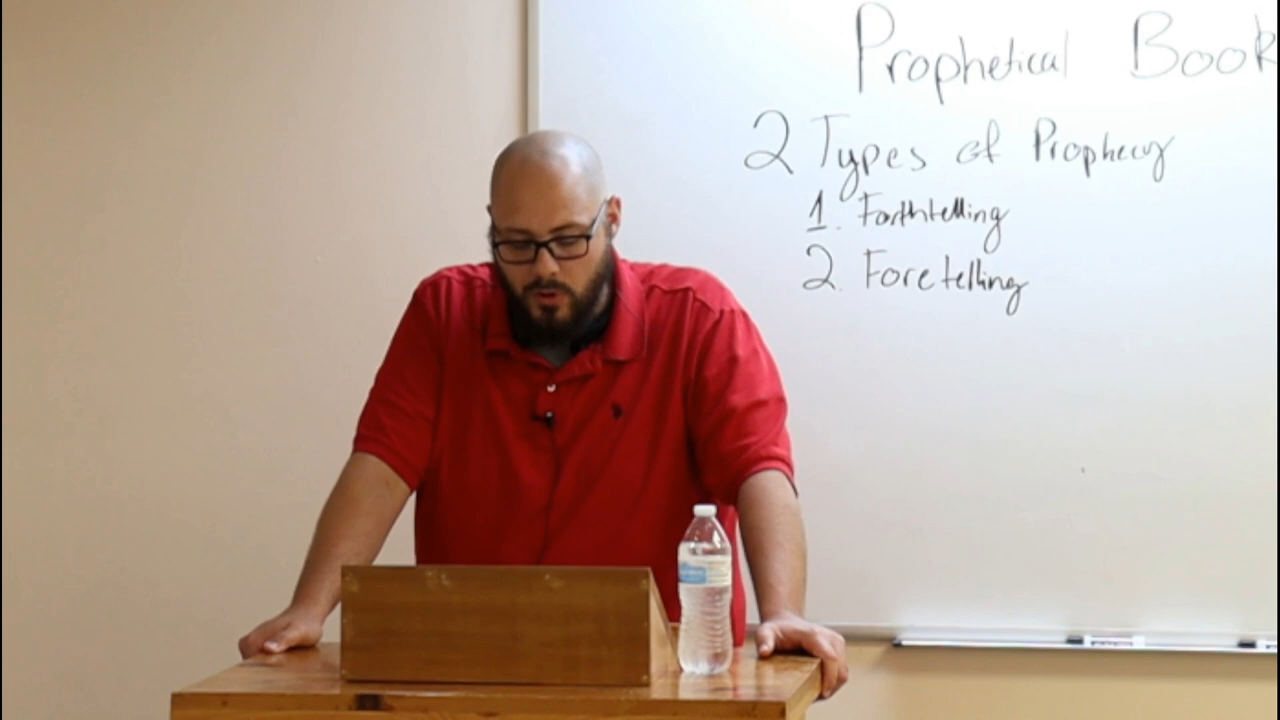 Prophetical Book
2 Types of Prophecy
1. Forthtelling
2. Foretelling